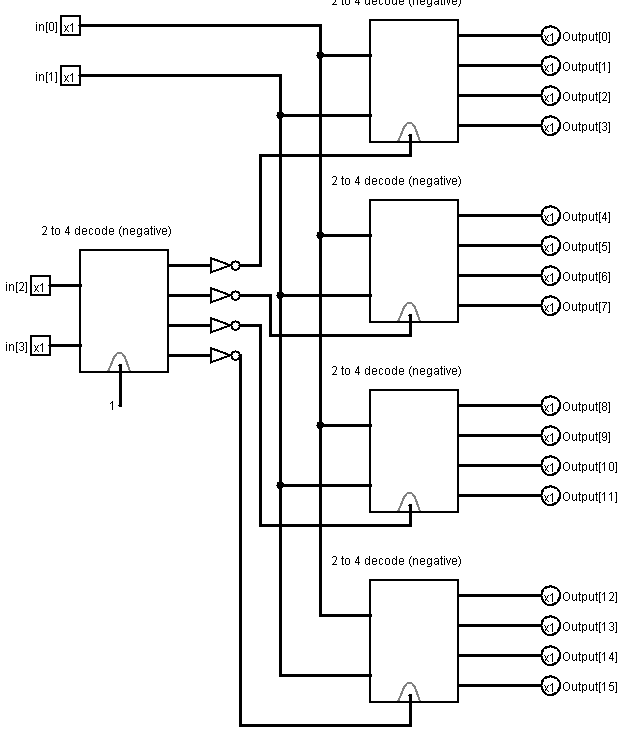 2 to 4 decode (negative)
in[0] x1
x1 Output[0]
x1 Output[1]
in[1] x1
x1 Output[2]
x1 Output[3]
2 to 4 decode (negative)
x1 Output[4]
2 to 4 decode (negative)
x1 Output[5]
x1 Output[6]
in[2] x1
x1 Output[7]
in[3] x1
2 to 4 decode (negative)
1
x1 Output[8]
x1 Output[9]
x1 Output[10]
x1 Output[11]
2 to 4 decode (negative)
x1 Output[12]
x1 Output[13]
x1 Output[14]
x1 Output[15]